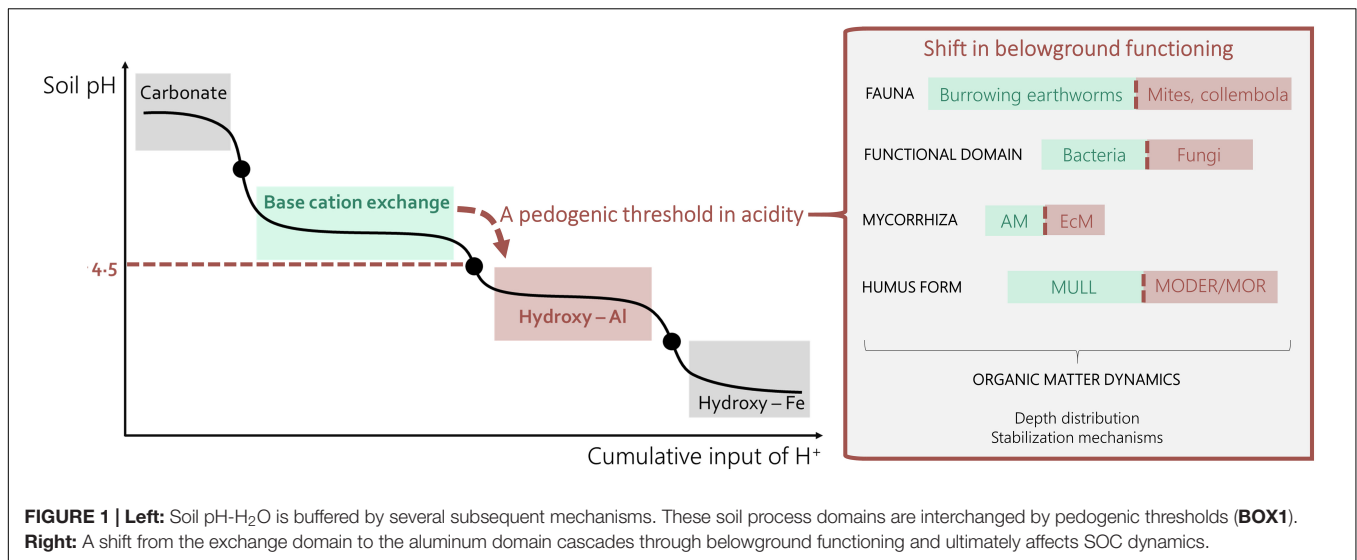 Soil pH
Carbonate
Base cation exchange
A pedogenic threshold in acidity
4.5
Hydroxy – Al
Hydroxy – Fe
Cumulative input of H⁺
Shift in belowground functioning
FAUNA Burrowing earthworms Mites, collembola
FUNCTIONAL DOMAIN Bacteria Fungi
MYCORRHIZA AM EcM
HUMUS FORM MULL MODER/MOR
ORGANIC MATTER DYNAMICS
Depth distribution
Stabilization mechanisms
FIGURE 1 | Left: Soil pH-H₂O is buffered by several subsequent mechanisms. These soil process domains are interchanged by pedogenic thresholds (BOX1).
Right: A shift from the exchange domain to the aluminum domain cascades through belowground functioning and ultimately affects SOC dynamics.